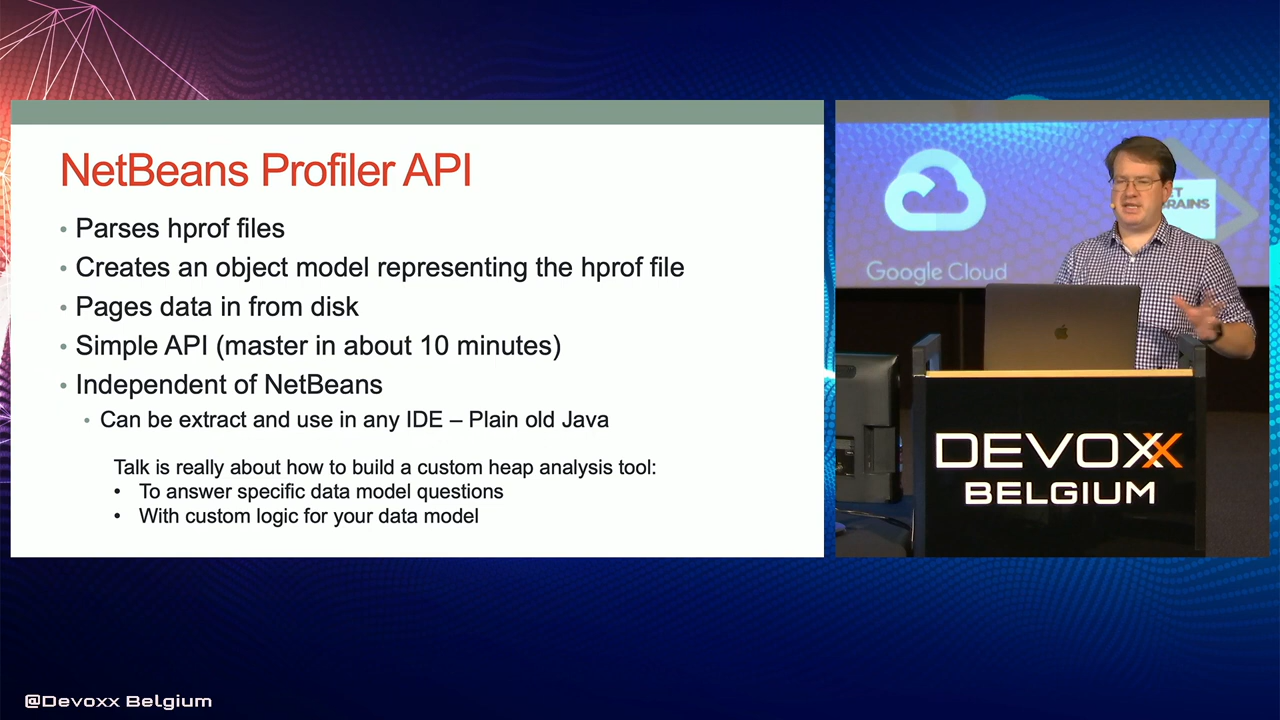 NetBeans Profiler API
• Parses hprof files
• Creates an object model representing the hprof file
• Pages data in from disk
• Simple API (master in about 10 minutes)
• Independent of NetBeans
• Can be extract and use in any IDE – Plain old Java
Talk is really about how to build a custom heap analysis tool:
• To answer specific data model questions
• With custom logic for your data model
Google Cloud
DEVOXX
BELGIUM
@Devoxx Belgium